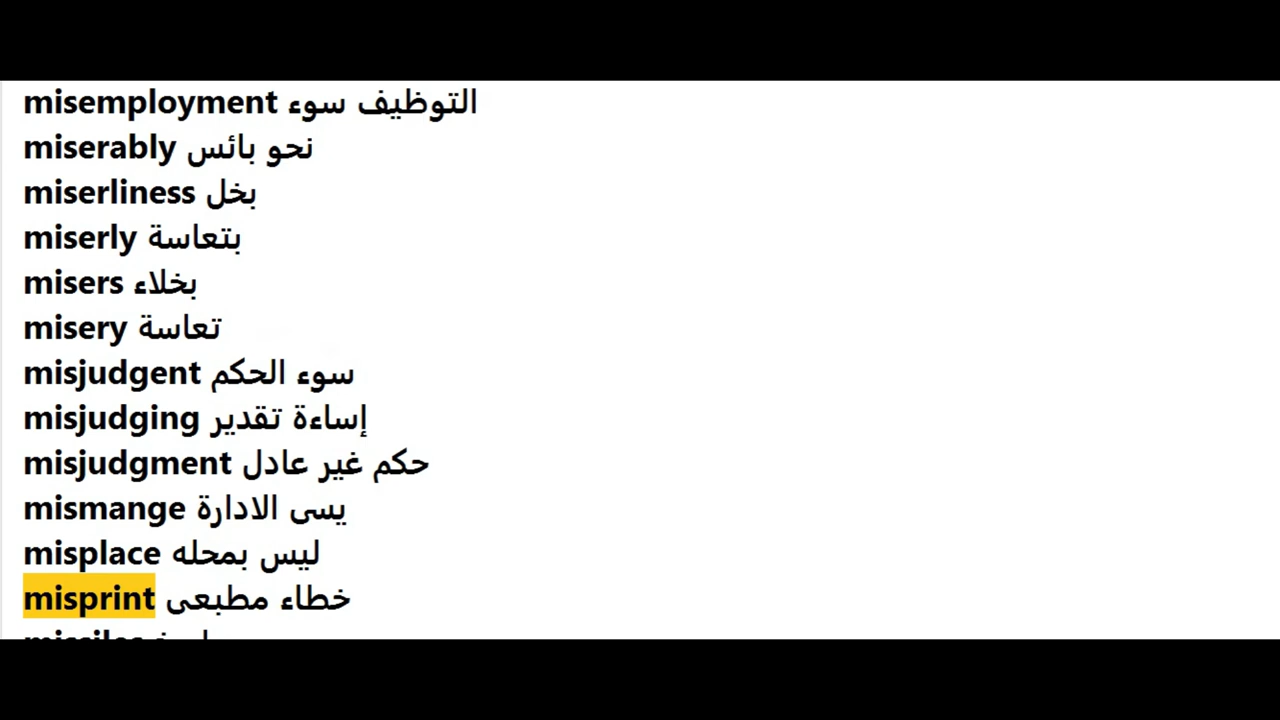 misemployment التوظيف سوء
miserably نحو بائس
miserliness بخل
miserly بتعاسة
misers بخلاء
misery تعاسة
misjudgent سوء الحكم
misjudging إساءة تقدير
misjudgment حكم غير عادل
mismange يسى الادارة
misplace ليس بمحله
misprint خطاء مطبعى
missiles